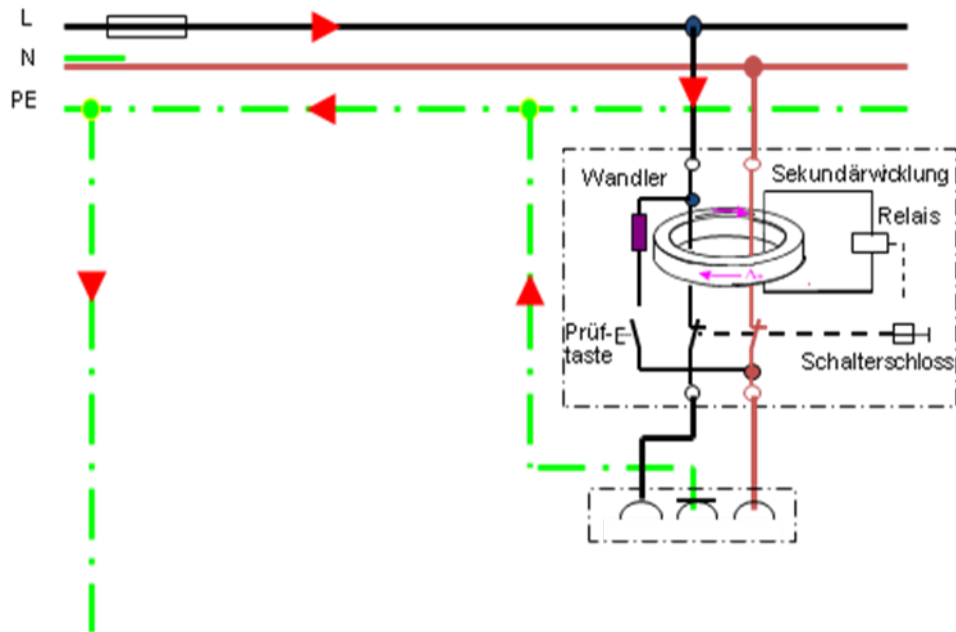 L
N
PE
Wandler
Sekundärwicklung
Relais
Prüf-
taste
Schalterschloss